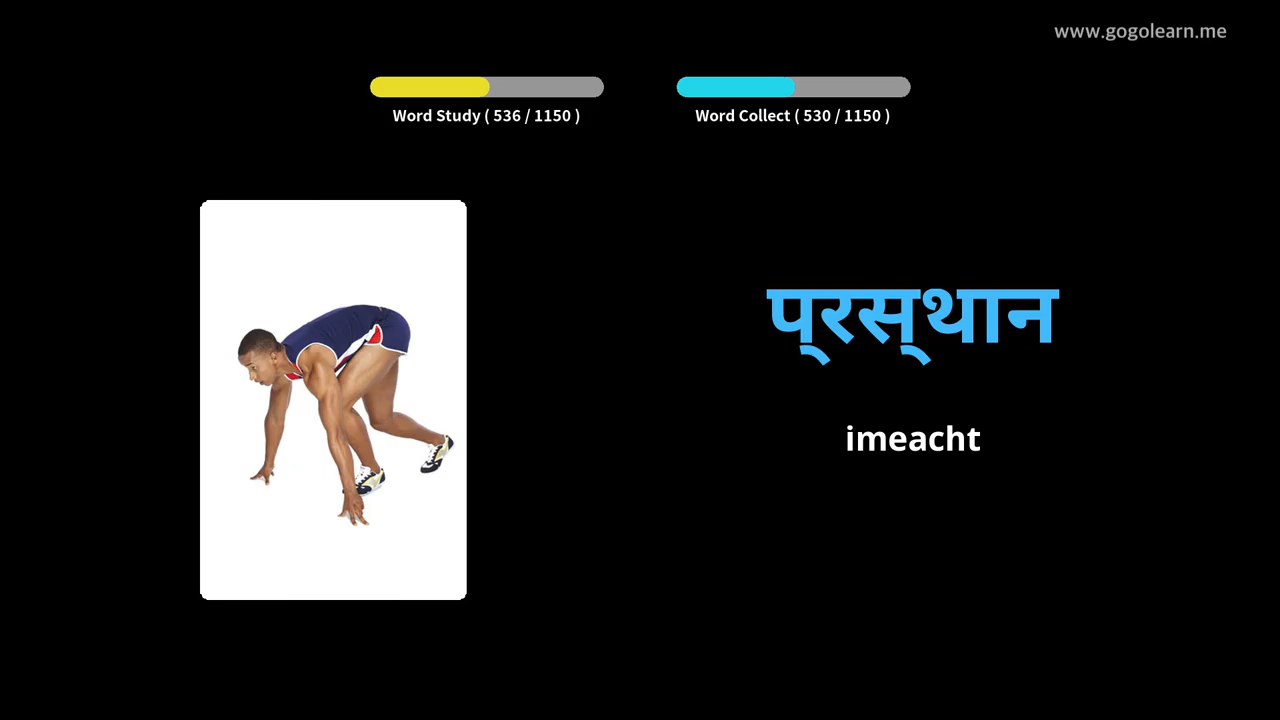 www.gogolearn.me
Word Study ( 536 / 1150 )
Word Collect ( 530 / 1150 )
प्रस्थान
imeacht